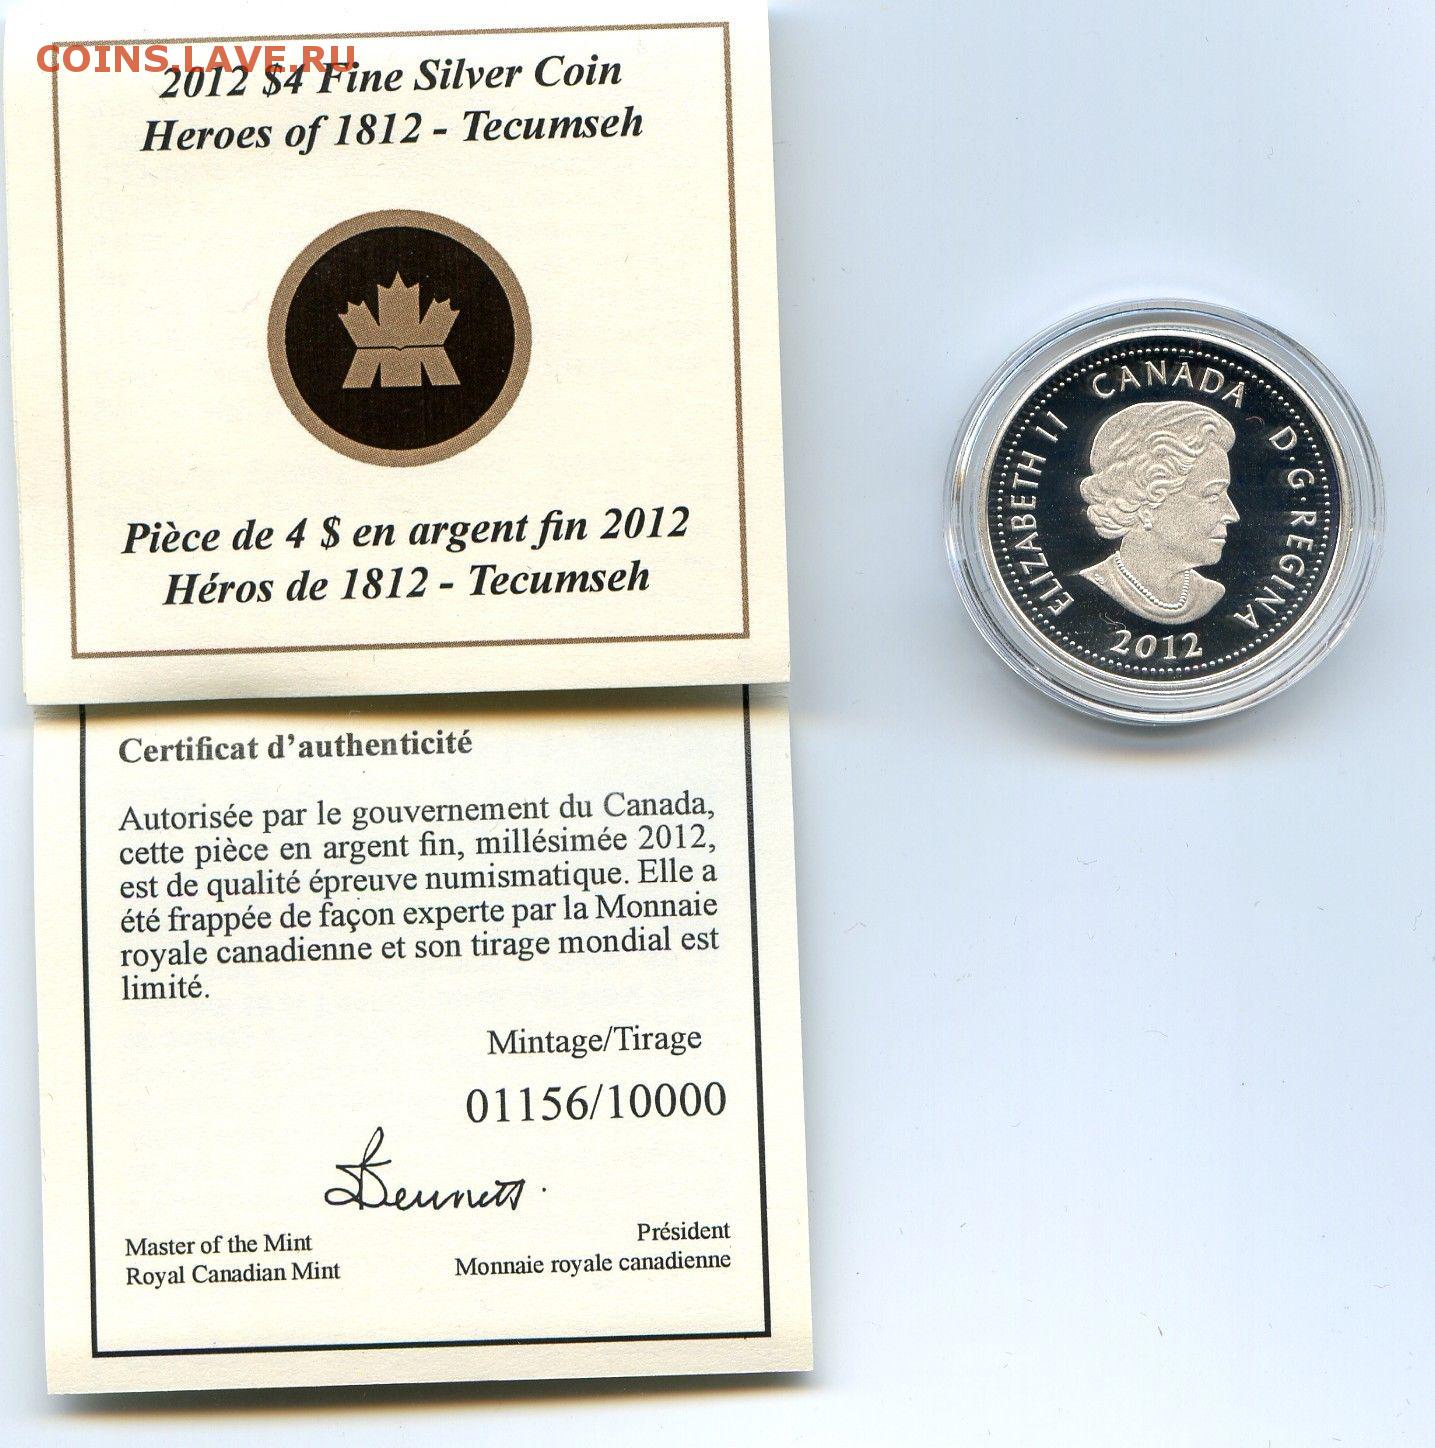 COINS.LAVE.RU
2012 $4 Fine Silver Coin
Heroes of 1812 - Tecumseh
Pièce de 4 $ en argent fin 2012
Héros de 1812 - Tecumseh
Certificat d'authenticité
Autorisée par le gouvernement du Canada,
cette pièce en argent fin, millésimée 2012,
est de qualité épreuve numismatique. Elle a
été frappée de façon experte par la Monnaie
royale canadienne et son tirage mondial est
limité.
Mintage/Tirage
01156/10000
Bennett
Master of the Mint
Royal Canadian Mint
Président
Monnaie royale canadienne
ELIZABETH II CANADA D·G·REGINA
2012